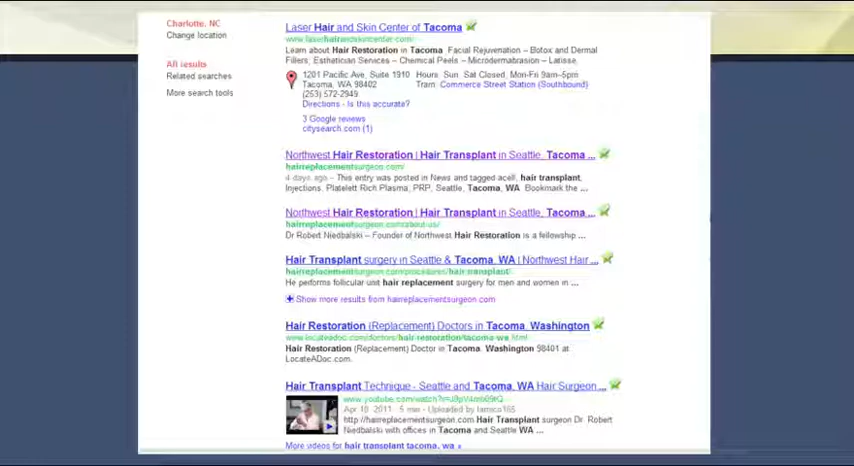 Charlotte, NC
Change location
All results
Related searches
More search tools
Laser Hair and Skin Center of Tacoma
www.laserhairandskincenter.com/
Learn about Hair Restoration in Tacoma Facial Rejuvenation – Botox and Dermal
Fillers; Esthetician Services – Chemical Peels – Microdermabrasion – Latisse,
1201 Pacific Ave, Suite 1910 Hours Sun Sat Closed, Mon-Fri 9am–5pm
Tacoma, WA 98402 Tram Commerce Street Station (Southbound)
(253) 572-2949
Directions - Is this accurate?
3 Google reviews
citysearch.com (1)
Northwest Hair Restoration | Hair Transplant in Seattle, Tacoma ...
hairreplacementsurgeon.com/
4 days ago – This entry was posted in News and tagged acell, hair transplant,
Injections, Platelett Rich Plasma, PRP, Seattle, Tacoma, WA Bookmark the ...
Northwest Hair Restoration | Hair Transplant in Seattle, Tacoma ...
hairreplacementsurgeon.com/about-us/
Dr Robert Niedbalski – Founder of Northwest Hair Restoration is a fellowship ...
Hair Transplant surgery in Seattle & Tacoma, WA | Northwest Hair ...
hairreplacementsurgeon.com/procedures/hair-transplant/
He performs follicular unit hair replacement surgery for men and women in ...
Show more results from hairreplacementsurgeon.com
Hair Restoration (Replacement) Doctors in Tacoma, Washington
www.locateadoc.com/doctors/hair-restoration/tacoma-wa.html
Hair Restoration (Replacement) Doctor in Tacoma, Washington 98401 at
LocateADoc.com.
Hair Transplant Technique - Seattle and Tacoma, WA Hair Surgeon ...
Apr 18, 2011 - 5 min - Uploaded by
http://hairreplacementsurgeon.com Hair Transplant surgeon Dr. Robert
Niedbalski with offices in Tacoma and Seattle WA ...
More videos for hair transplant tacoma, wa »